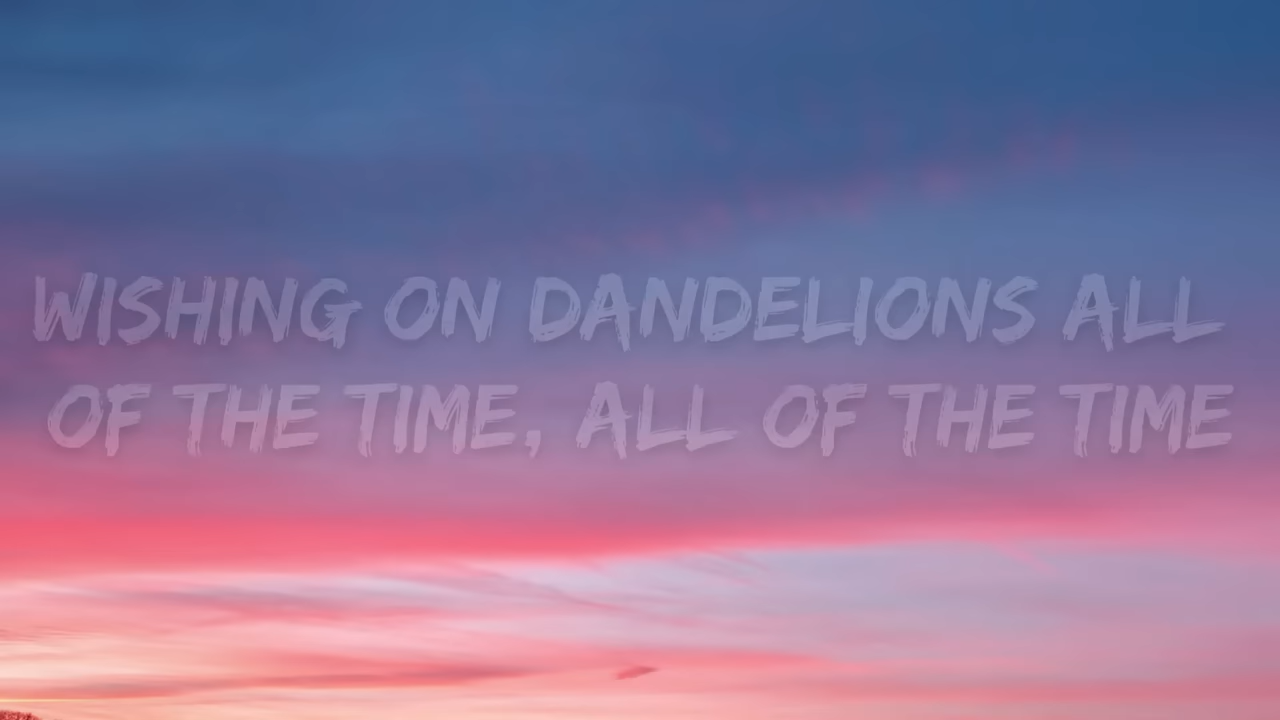 WISHING ON DANDELIONS ALL
OF THE TIME, ALL OF THE TIME